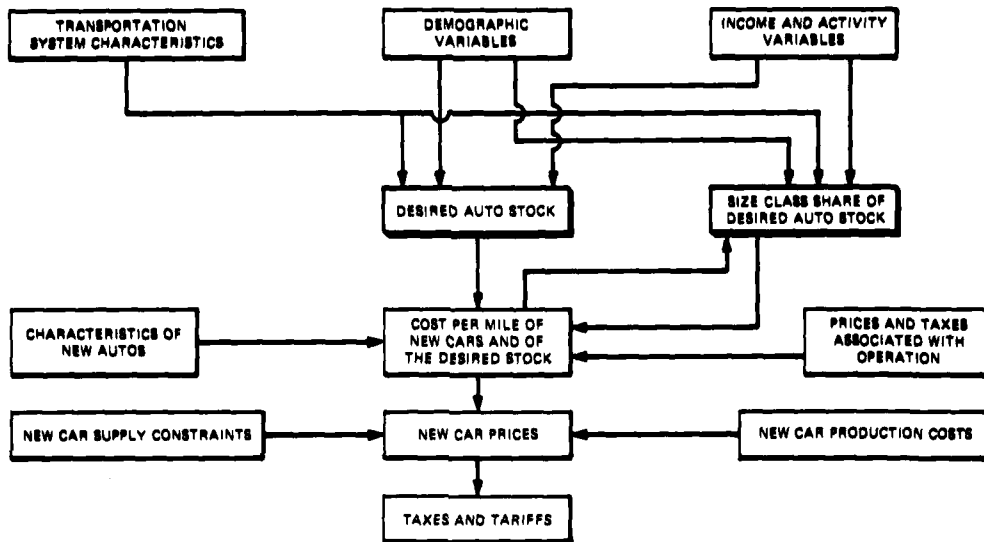 TRANSPORTATION
SYSTEM CHARACTERISTICS
DEMOGRAPHIC
VARIABLES
INCOME AND ACTIVITY
VARIABLES
DESIRED AUTO STOCK
SIZE CLASS SHARE OF
DESIRED AUTO STOCK
CHARACTERISTICS OF
NEW AUTOS
COST PER MILE OF
NEW CARS AND OF
THE DESIRED STOCK
PRICES AND TAXES
ASSOCIATED WITH
OPERATION
NEW CAR SUPPLY CONSTRAINTS
NEW CAR PRICES
NEW CAR PRODUCTION COSTS
TAXES AND TARIFFS